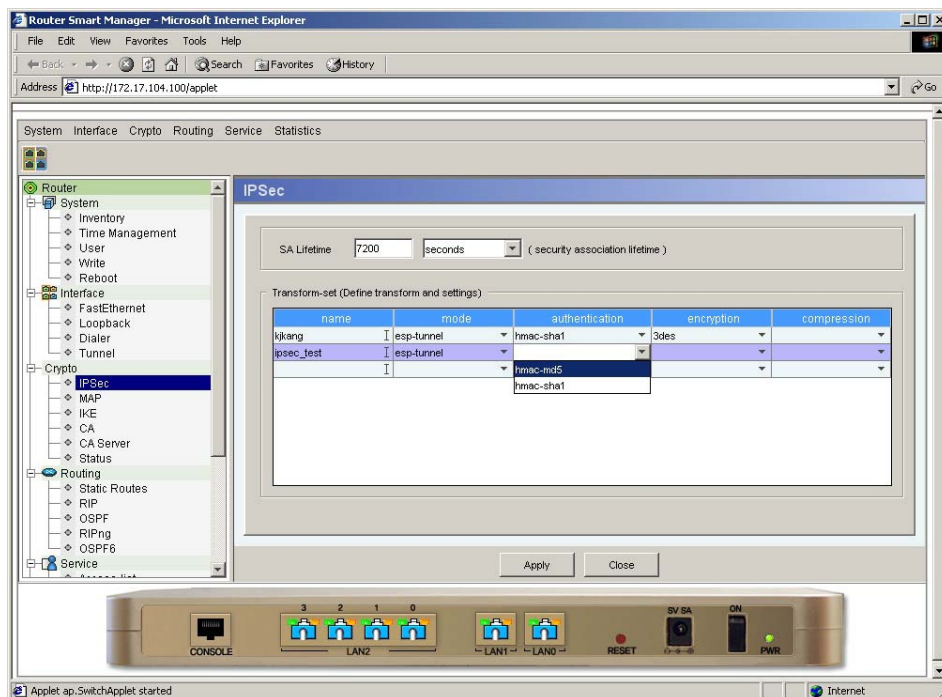 Router Smart Manager - Microsoft Internet Explorer
File Edit View Favorites Tools Help
Back Search Favorites History
Address http://172.17.104.100/applet Go
System Interface Crypto Routing Service Statistics
Router
System
Inventory
Time Management
User
Write
Reboot
Interface
FastEthernet
Loopback
Dialer
Tunnel
Crypto
IPSec
MAP
IKE
CA
CA Server
Status
Routing
Static Routes
RIP
OSPF
RIPng
OSPF6
Service
IPSec
SA Lifetime 7200 seconds ( security association lifetime )
Transform-set (Define transform and settings)
name mode authentication encryption compression
kjkang esp-tunnel hmac-sha1 3des
ipsec_test esp-tunnel
hmac-md5
hmac-sha1
Apply Close
3 2 1 0 5V 5A ON
CONSOLE LAN2 LAN1 LAN0 RESET PWR
Applet ap.SwitchApplet started Internet